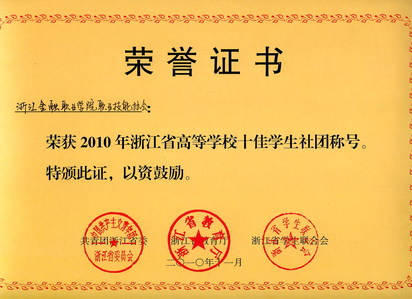 荣誉证书
浙江金融职业学院职业技能协会：
荣获2010年浙江省高等学校十佳学生社团称号。
特颁此证，以资鼓励。
共青团浙江省委 浙江省教育厅 浙江省学生联合会
二〇一〇年十一月